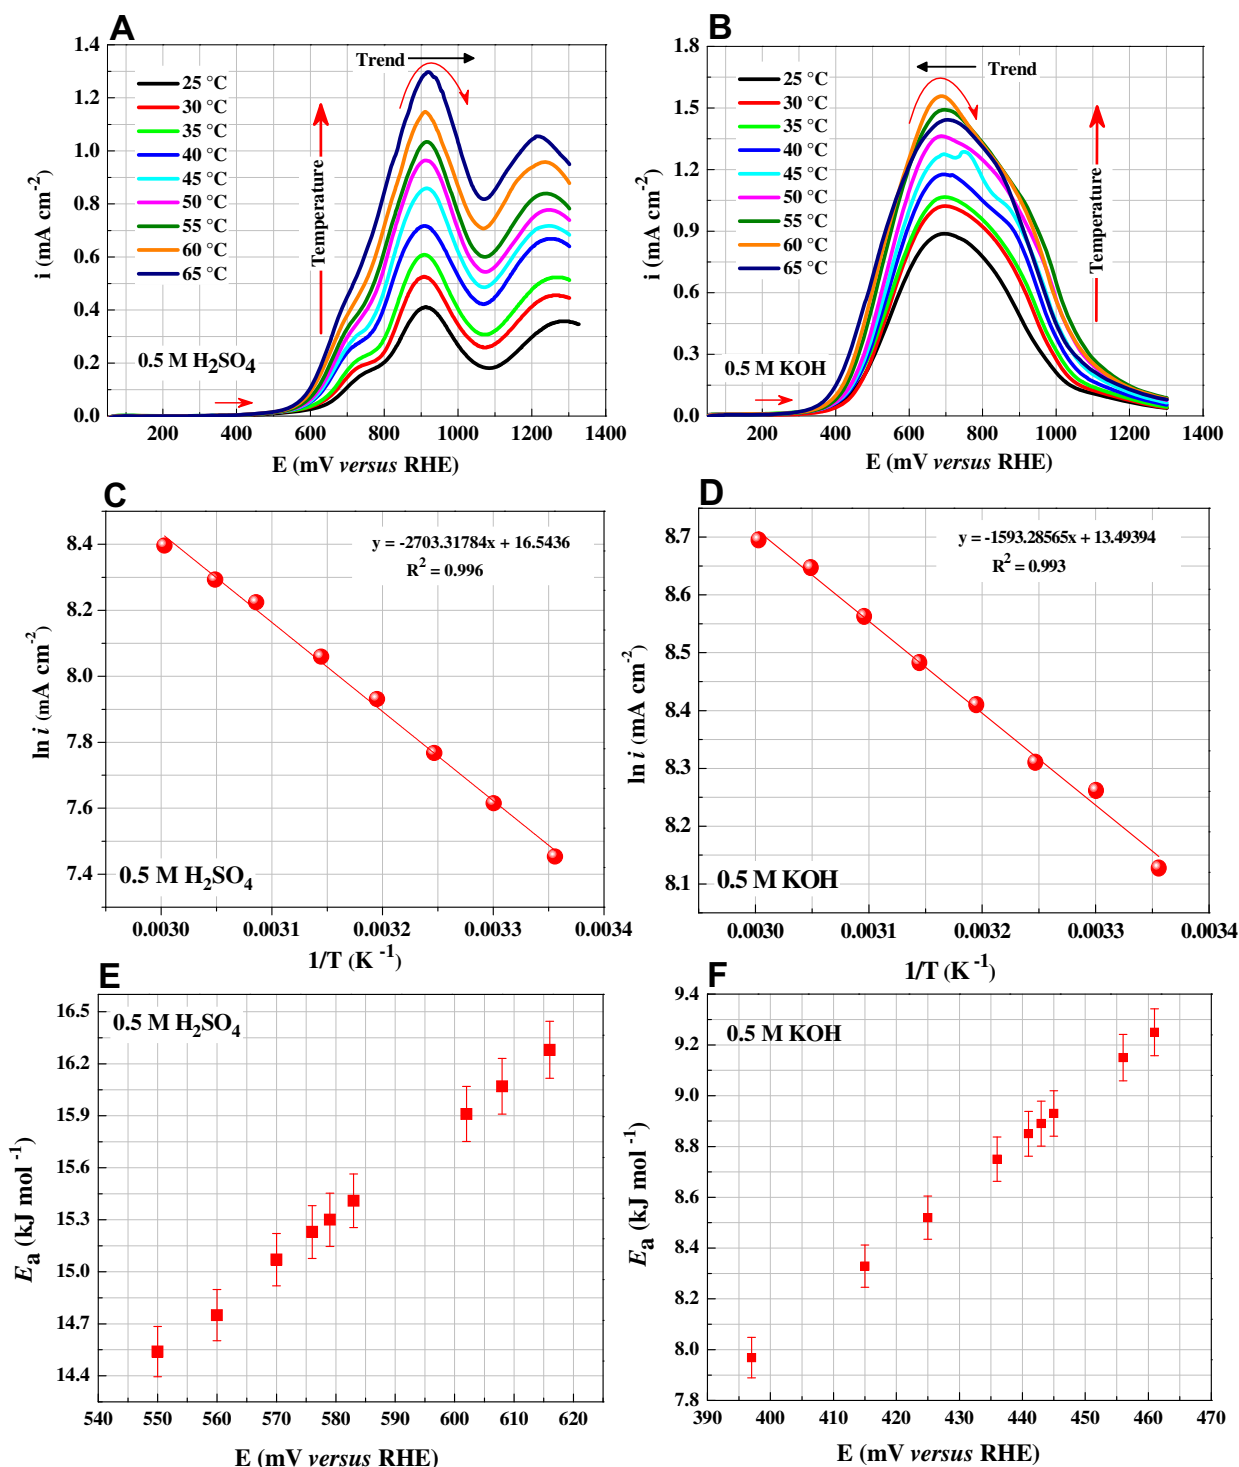 A
i (mA cm-2)
1.4
1.2
1.0
0.8
0.6
0.4
0.2
0.0
Trend
25 °C
30 °C
35 °C
40 °C
45 °C
50 °C
55 °C
60 °C
65 °C
Temperature
0.5 M H2SO4
200 400 600 800 1000 1200 1400
E (mV versus RHE)
B
i (mA cm-2)
1.8
1.5
1.2
0.9
0.6
0.3
0.0
Trend
25 °C
30 °C
35 °C
40 °C
45 °C
50 °C
55 °C
60 °C
65 °C
Temperature
0.5 M KOH
200 400 600 800 1000 1200 1400
E (mV versus RHE)
C
ln i (mA cm-2)
8.4
8.2
8.0
7.8
7.6
7.4
y = -2703.31784x + 16.5436
R2 = 0.996
0.5 M H2SO4
0.0030 0.0031 0.0032 0.0033 0.0034
1/T (K -1)
D
ln i (mA cm-2)
8.7
8.6
8.5
8.4
8.3
8.2
8.1
y = -1593.28565x + 13.49394
R2 = 0.993
0.5 M KOH
0.0030 0.0031 0.0032 0.0033 0.0034
1/T (K -1)
E
Ea (kJ mol -1)
16.5
16.2
15.9
15.6
15.3
15.0
14.7
14.4
0.5 M H2SO4
540 550 560 570 580 590 600 610 620
E (mV versus RHE)
F
Ea (kJ mol -1)
9.4
9.2
9.0
8.8
8.6
8.4
8.2
8.0
7.8
0.5 M KOH
390 400 410 420 430 440 450 460 470
E (mV versus RHE)